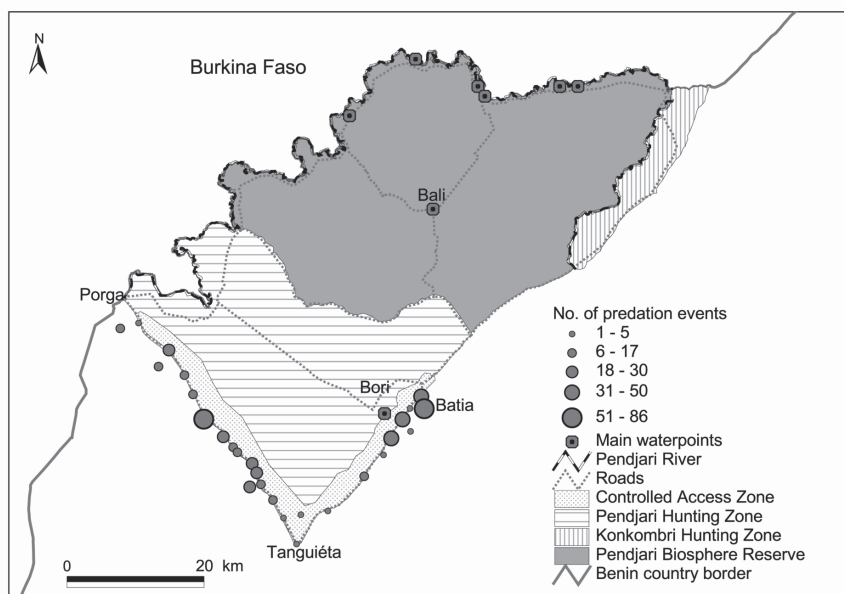 N
Burkina Faso
Bali
Porga
No. of predation events
1 - 5
6 - 17
18 - 30
31 - 50
51 - 86
Bori
Batia
Main waterpoints
Pendjari River
Roads
Controlled Access Zone
Pendjari Hunting Zone
Konkombri Hunting Zone
Pendjari Biosphere Reserve
Benin country border
Tanguiéta
0 20 km